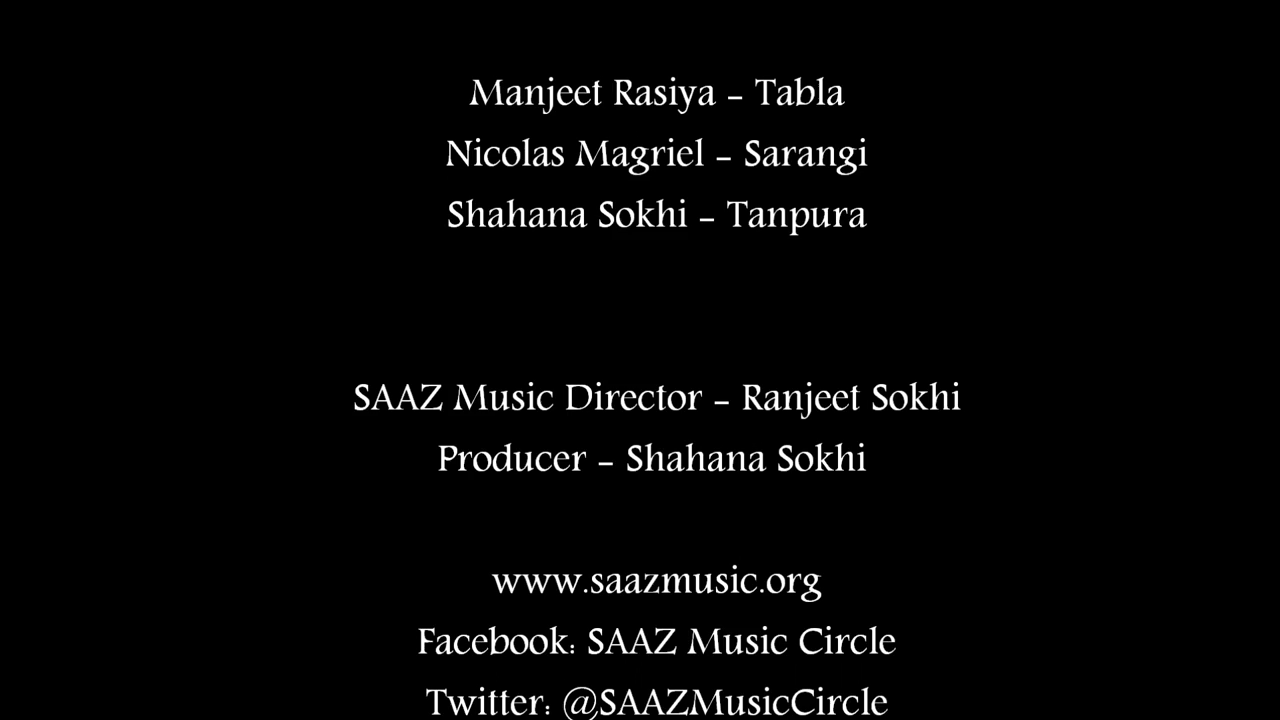 Manjeet Rasiya - Tabla
Nicolas Magriel - Sarangi
Shahana Sokhi - Tanpura
SAAZ Music Director - Ranjeet Sokhi
Producer - Shahana Sokhi
www.saazmusic.org
Facebook: SAAZ Music Circle
Twitter: @SAAZMusicCircle